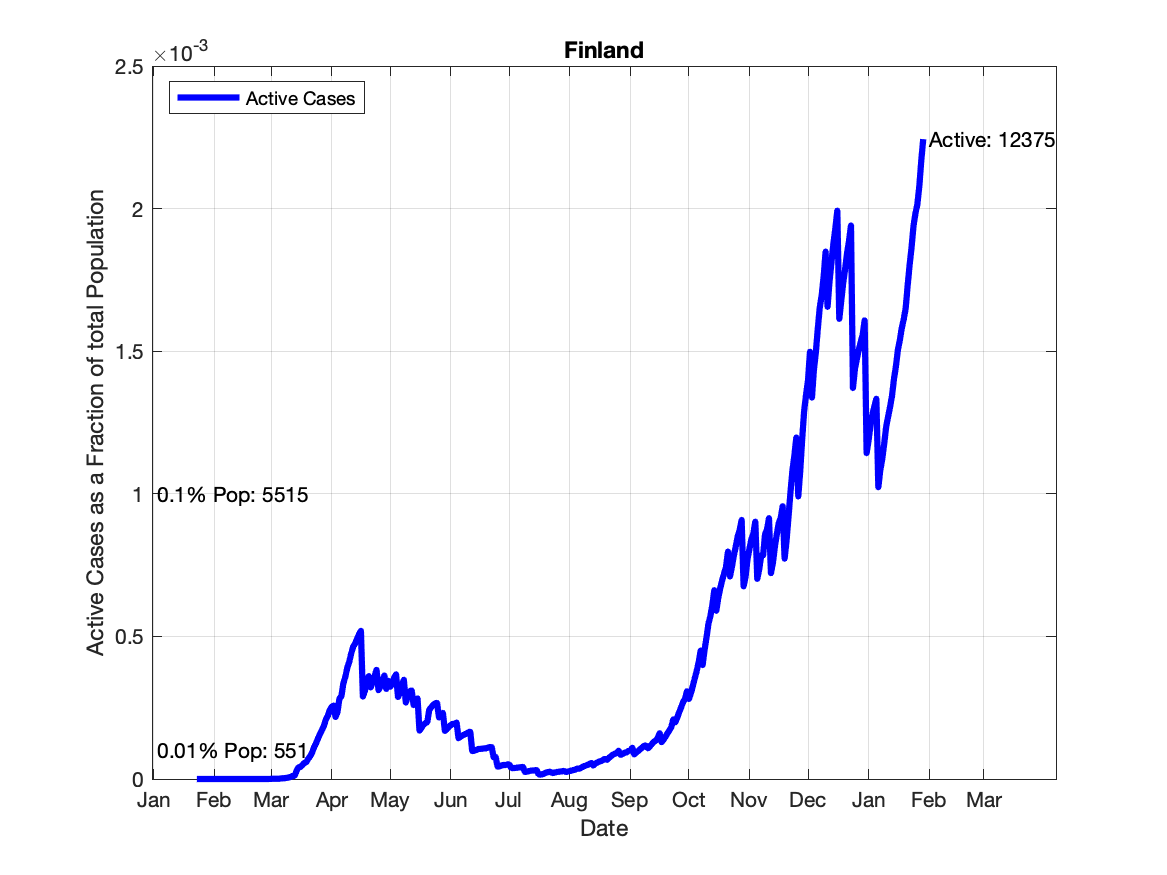 Finland
×10-3
2.5
2
1.5
1
0.5
0
Active Cases
Active: 12375
0.1% Pop: 5515
0.01% Pop: 551
Active Cases as a Fraction of total Population
Jan Feb Mar Apr May Jun Jul Aug Sep Oct Nov Dec Jan Feb Mar
Date